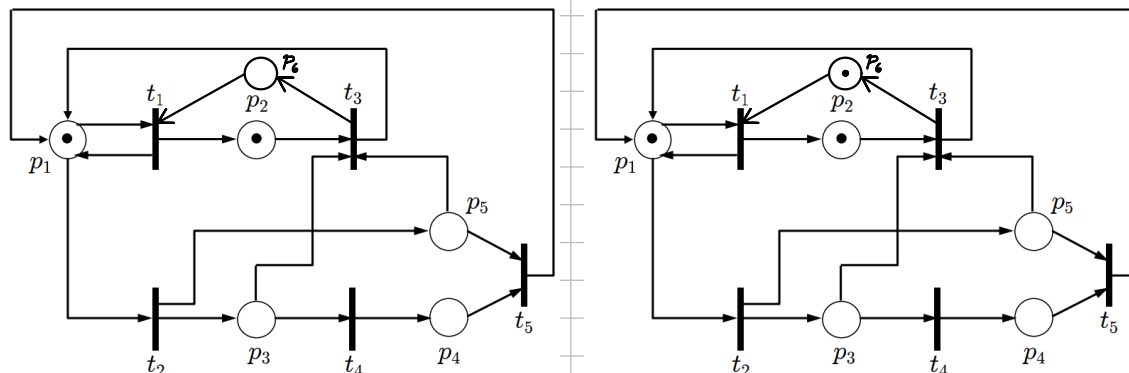 p₆
t₁ p₂ t₃
p₁
p₅
t₅
t₂ p₃ t₄ p₄
p₆
t₁ p₂ t₃
p₁
p₅
t₅
t₂ p₃ t₄ p₄